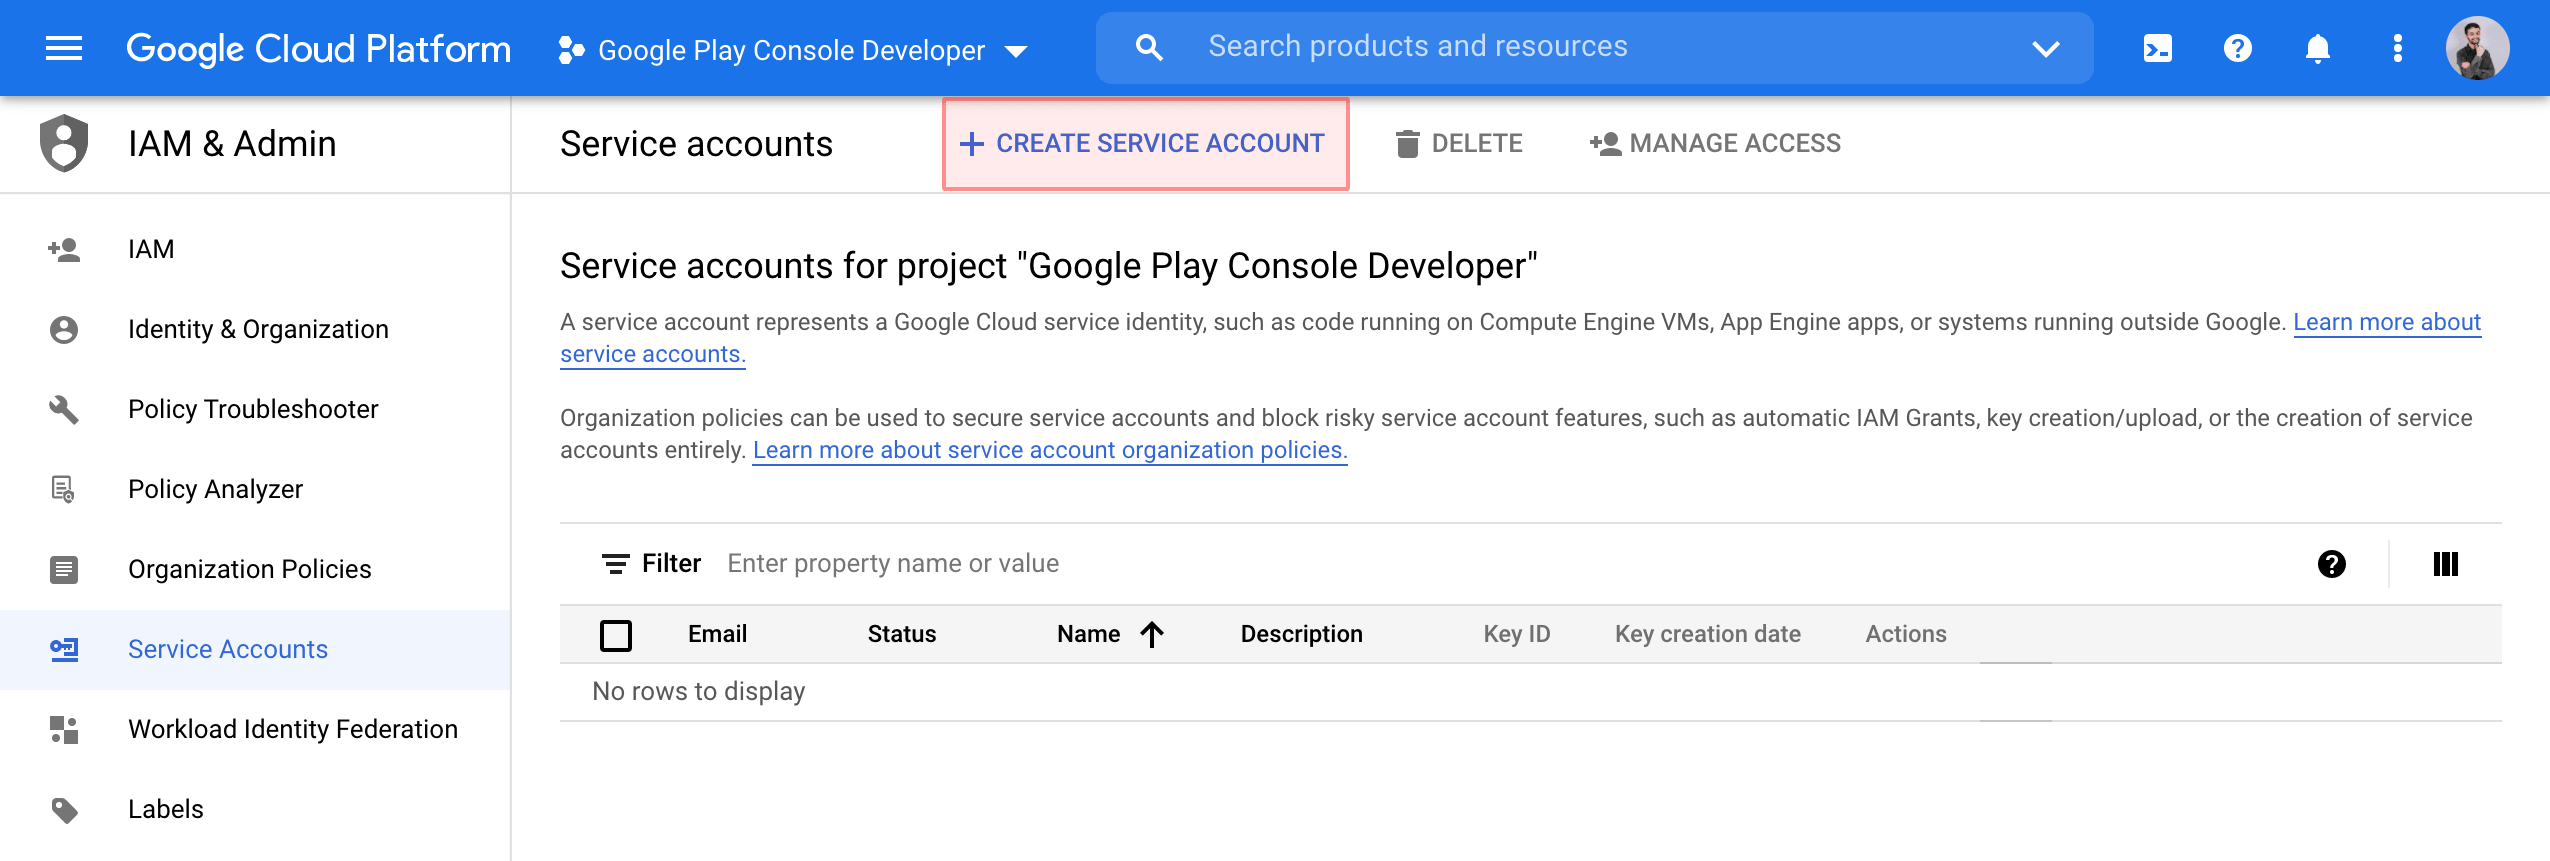 Google Cloud Platform
Google Play Console Developer
Search products and resources
IAM & Admin
Service accounts
CREATE SERVICE ACCOUNT
DELETE
MANAGE ACCESS
IAM
Identity & Organization
Policy Troubleshooter
Policy Analyzer
Organization Policies
Service Accounts
Workload Identity Federation
Labels
Service accounts for project "Google Play Console Developer"
A service account represents a Google Cloud service identity, such as code running on Compute Engine VMs, App Engine apps, or systems running outside Google. Learn more about
service accounts.
Organization policies can be used to secure service accounts and block risky service account features, such as automatic IAM Grants, key creation/upload, or the creation of service
accounts entirely. Learn more about service account organization policies.
Filter Enter property name or value
Email Status Name Description Key ID Key creation date Actions
No rows to display